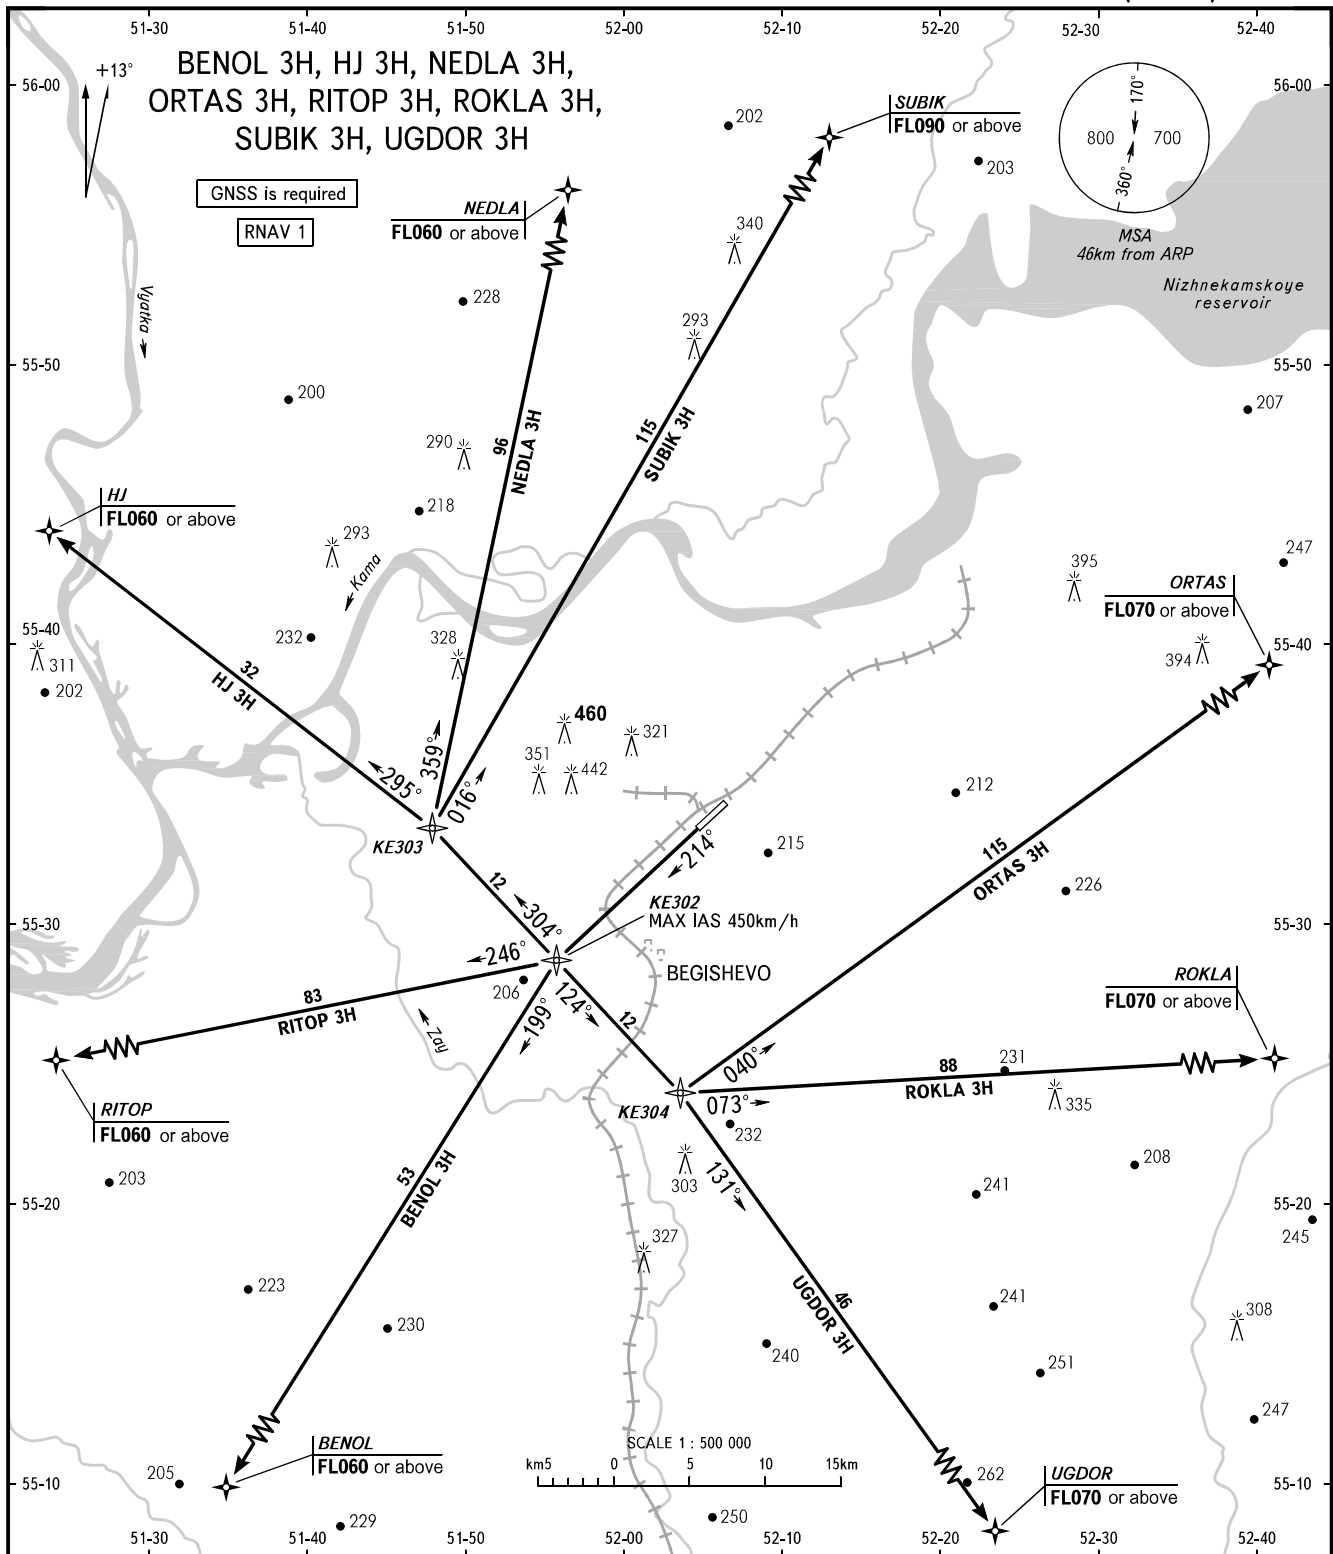 51-30 51-40 51-50 52-00 52-10 52-20 52-30 52-40
BENOL 3H, HJ 3H, NEDLA 3H,
ORTAS 3H, RITOP 3H, ROKLA 3H,
SUBIK 3H, UGDOR 3H
+13°
56-00
56-00
GNSS is required
RNAV 1
NEDLA
FL060 or above
SUBIK
FL090 or above
202
203
170°
800 700
360°
MSA
46km from ARP
Nizhnekamskoye
reservoir
340
Vyatka
228
293
55-50
55-50
200
207
290
96
NEDLA 3H
115
SUBIK 3H
218
HJ
FL060 or above
293
Kama
247
395
ORTAS
FL070 or above
55-40
55-40
232
328
394
311
202
32
HJ 3H
460
321
351
442
359°
016°
295°
212
KE303
214°
215
115
ORTAS 3H
226
12
KE302
MAX IAS 450km/h
304°
55-30
55-30
246°
BEGISHEVO
206
124°
199°
12
ROKLA
FL070 or above
83
RITOP 3H
Zay
040°
231
88
ROKLA 3H
335
KE304
073°
232
RITOP
FL060 or above
303
131°
208
203
53
BENOL 3H
241
55-20
55-20
245
327
223
230
46
UGDOR 3H
241
308
240
251
247
BENOL
FL060 or above
SCALE 1 : 500 000
km5 0 5 10 15km
205
55-10
55-10
262
UGDOR
FL070 or above
229
250
51-30 51-40 51-50 52-00 52-10 52-20 52-30 52-40